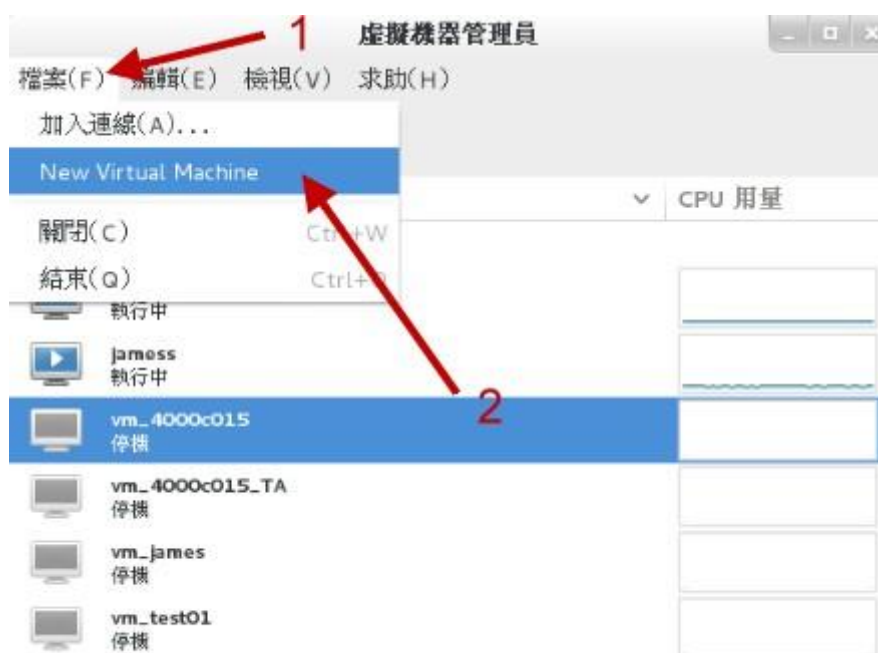 1
虛擬機器管理員
檔案(F) 編輯(E) 檢視(V) 求助(H)
加入連線(A)...
New Virtual Machine
CPU 用量
關閉(C) Ctrl+W
結束(Q) Ctrl+Q
執行中
jamess
執行中
2
vm_4000c015
停機
vm_4000c015_TA
停機
vm_james
停機
vm_test01
停機